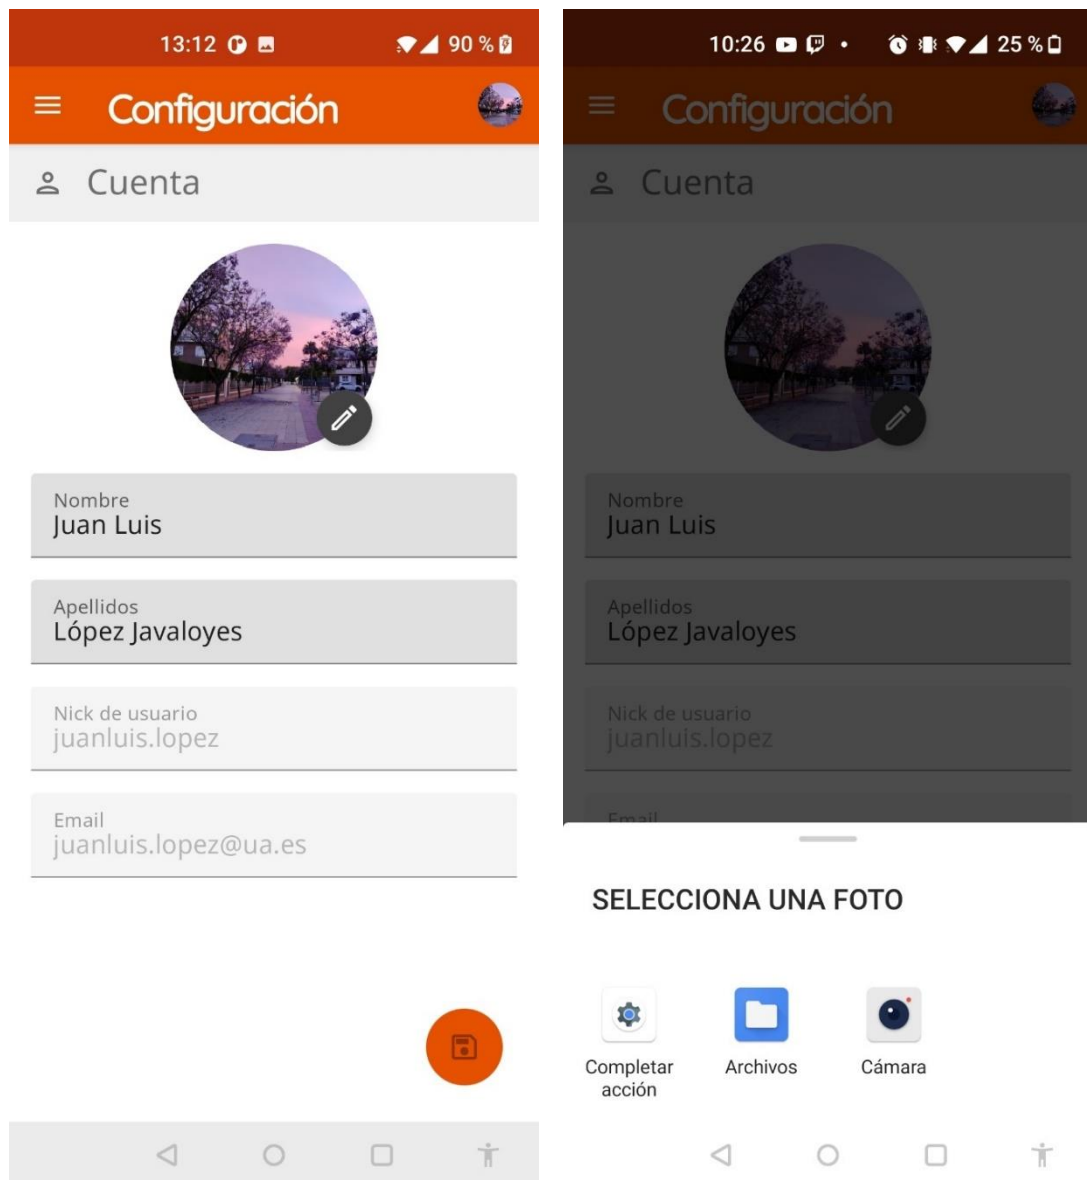 13:12
90 %
Configuración
Cuenta
Nombre
Juan Luis
Apellidos
López Javaloyes
Nick de usuario
juanluis.lopez
Email
juanluis.lopez@ua.es
10:26
25 %
Configuración
Cuenta
Nombre
Juan Luis
Apellidos
López Javaloyes
Nick de usuario
juanluis.lopez
Email
SELECCIONA UNA FOTO
Completar
acción
Archivos
Cámara